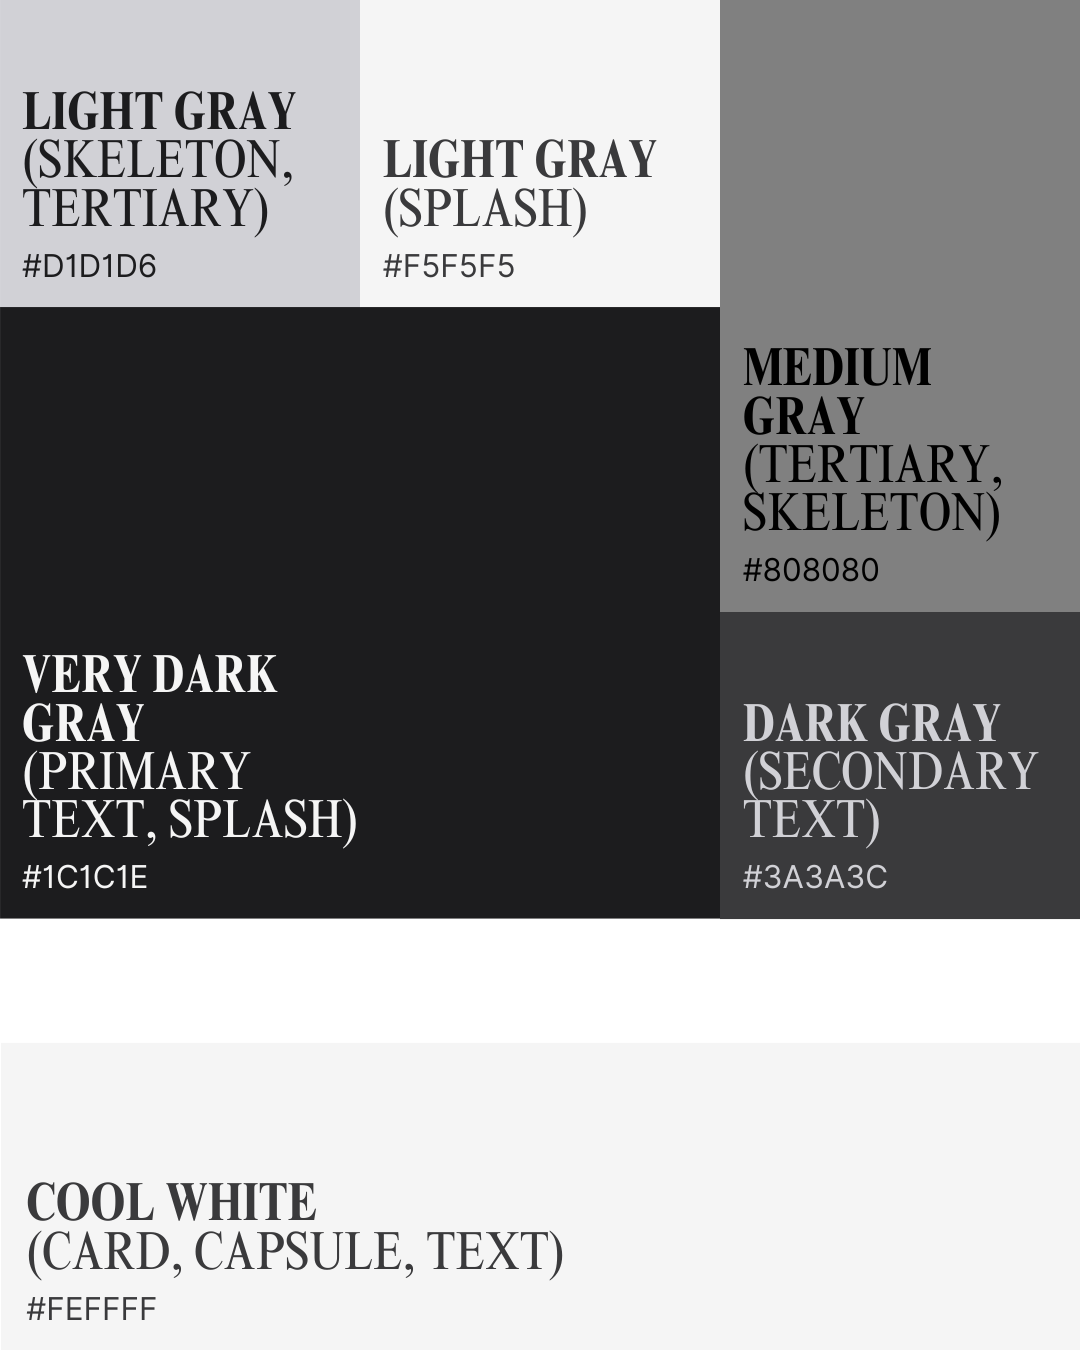 LIGHT GRAY
(SKELETON,
TERTIARY)
#D1D1D6
LIGHT GRAY
(SPLASH)
#F5F5F5
MEDIUM
GRAY
(TERTIARY,
SKELETON)
#808080
VERY DARK
GRAY
(PRIMARY
TEXT, SPLASH)
#1C1C1E
DARK GRAY
(SECONDARY
TEXT)
#3A3A3C
COOL WHITE
(CARD, CAPSULE, TEXT)
#FEFFFF